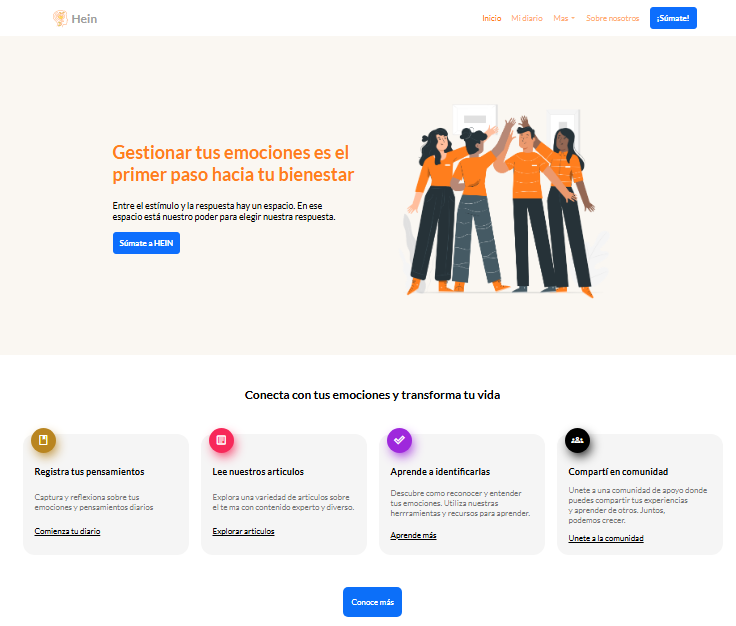 Hein
Inicio
Mi diario
Mas
Sobre nosotros
¡Súmate!
Gestionar tus emociones es el
primer paso hacia tu bienestar
Entre el estímulo y la respuesta hay un espacio. En ese
espacio está nuestro poder para elegir nuestra respuesta.
Súmate a HEIN
Conecta con tus emociones y transforma tu vida
Registra tus pensamientos
Captura y reflexiona sobre tus
emociones y pensamientos diarios
Comienza tu diario
Lee nuestros articulos
Explora una variedad de articulos sobre
el te ma con contenido experto y diverso.
Explorar articulos
Aprende a identificarlas
Descubre como reconocer y entender
tus emociones. Utiliza nuestras
herrramientas y recursos para aprender.
Aprende más
Compartí en comunidad
Unete a una comunidad de apoyo donde
puedes compartir tus experiencias
y aprender de otros. Juntos,
podemos crecer.
Unete a la comunidad
Conoce más